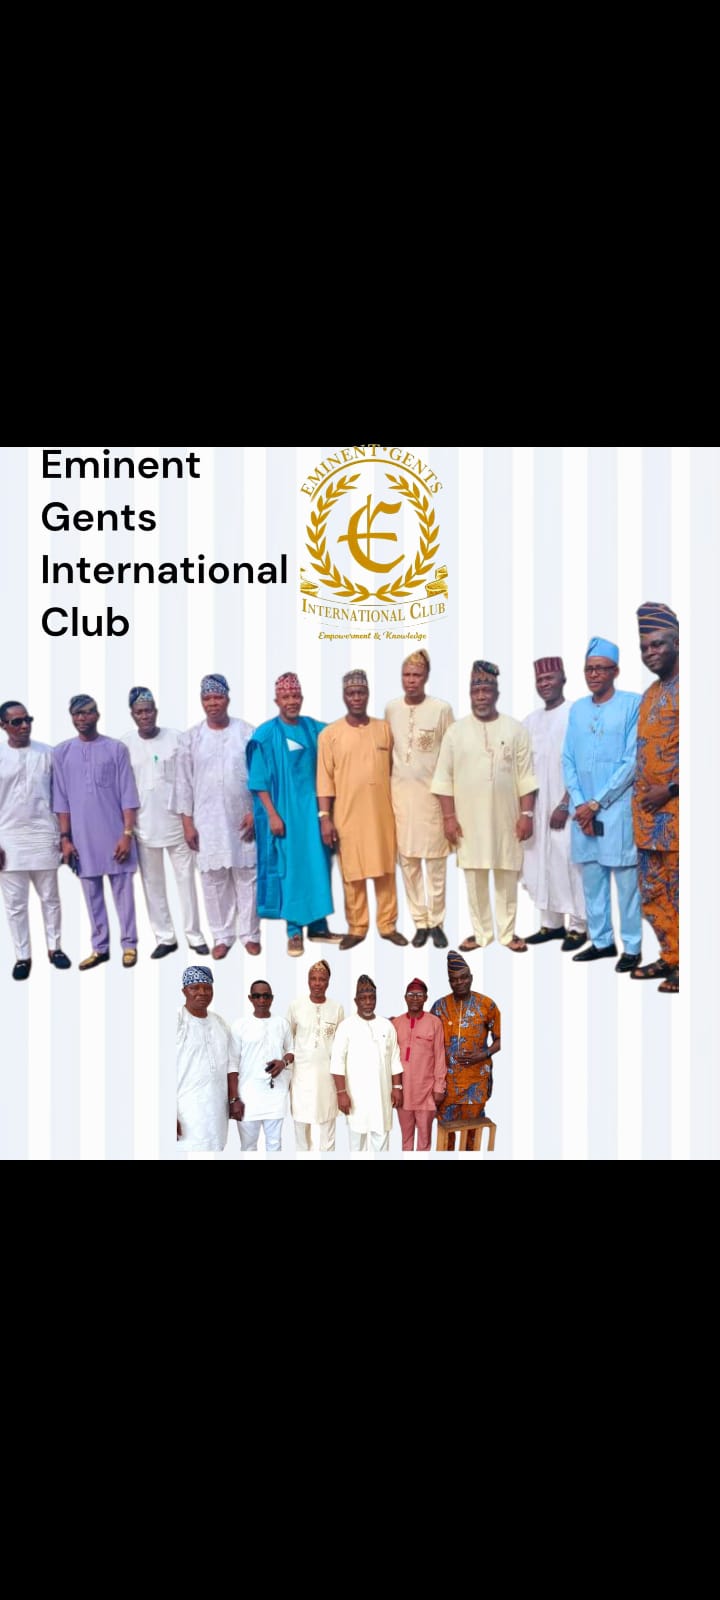 Eminent
Gents
International
Club
EMINENT GENTS
E
INTERNATIONAL CLUB
Empowerment & Knowledge